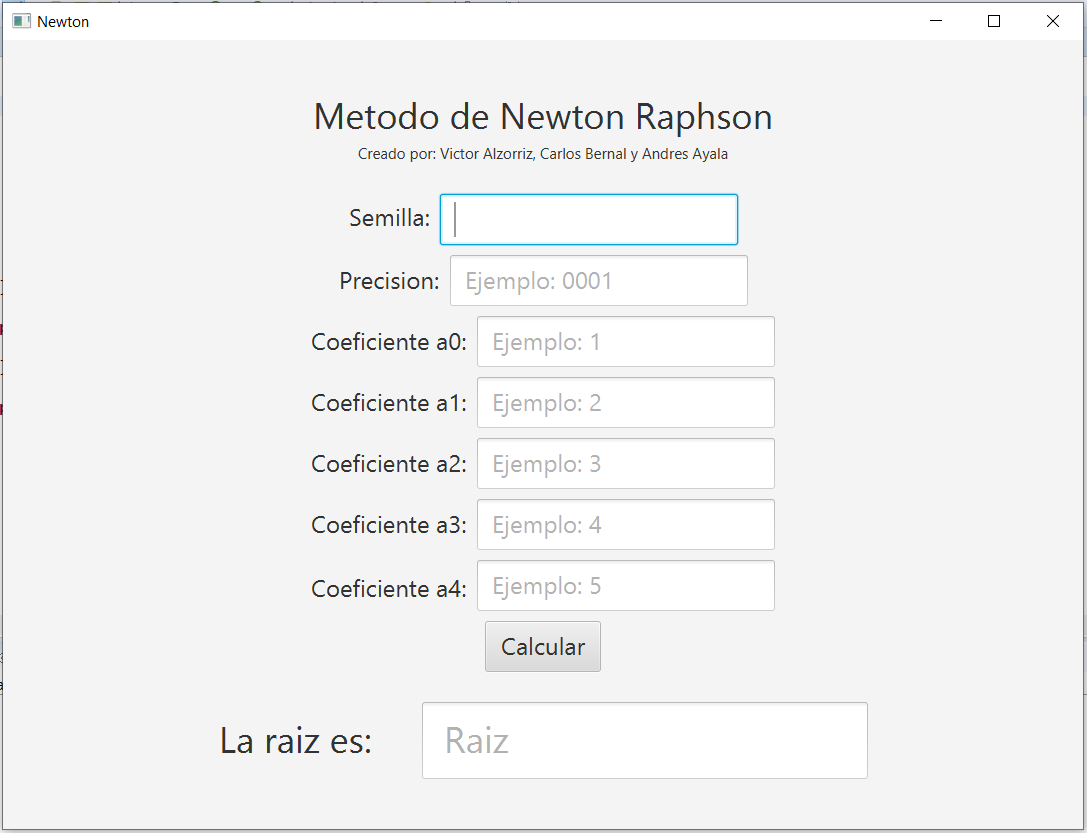 Newton
Metodo de Newton Raphson
Creado por: Victor Alzorriz, Carlos Bernal y Andres Ayala
Semilla:
Precision: Ejemplo: 0001
Coeficiente a0: Ejemplo: 1
Coeficiente a1: Ejemplo: 2
Coeficiente a2: Ejemplo: 3
Coeficiente a3: Ejemplo: 4
Coeficiente a4: Ejemplo: 5
Calcular
La raiz es: Raiz